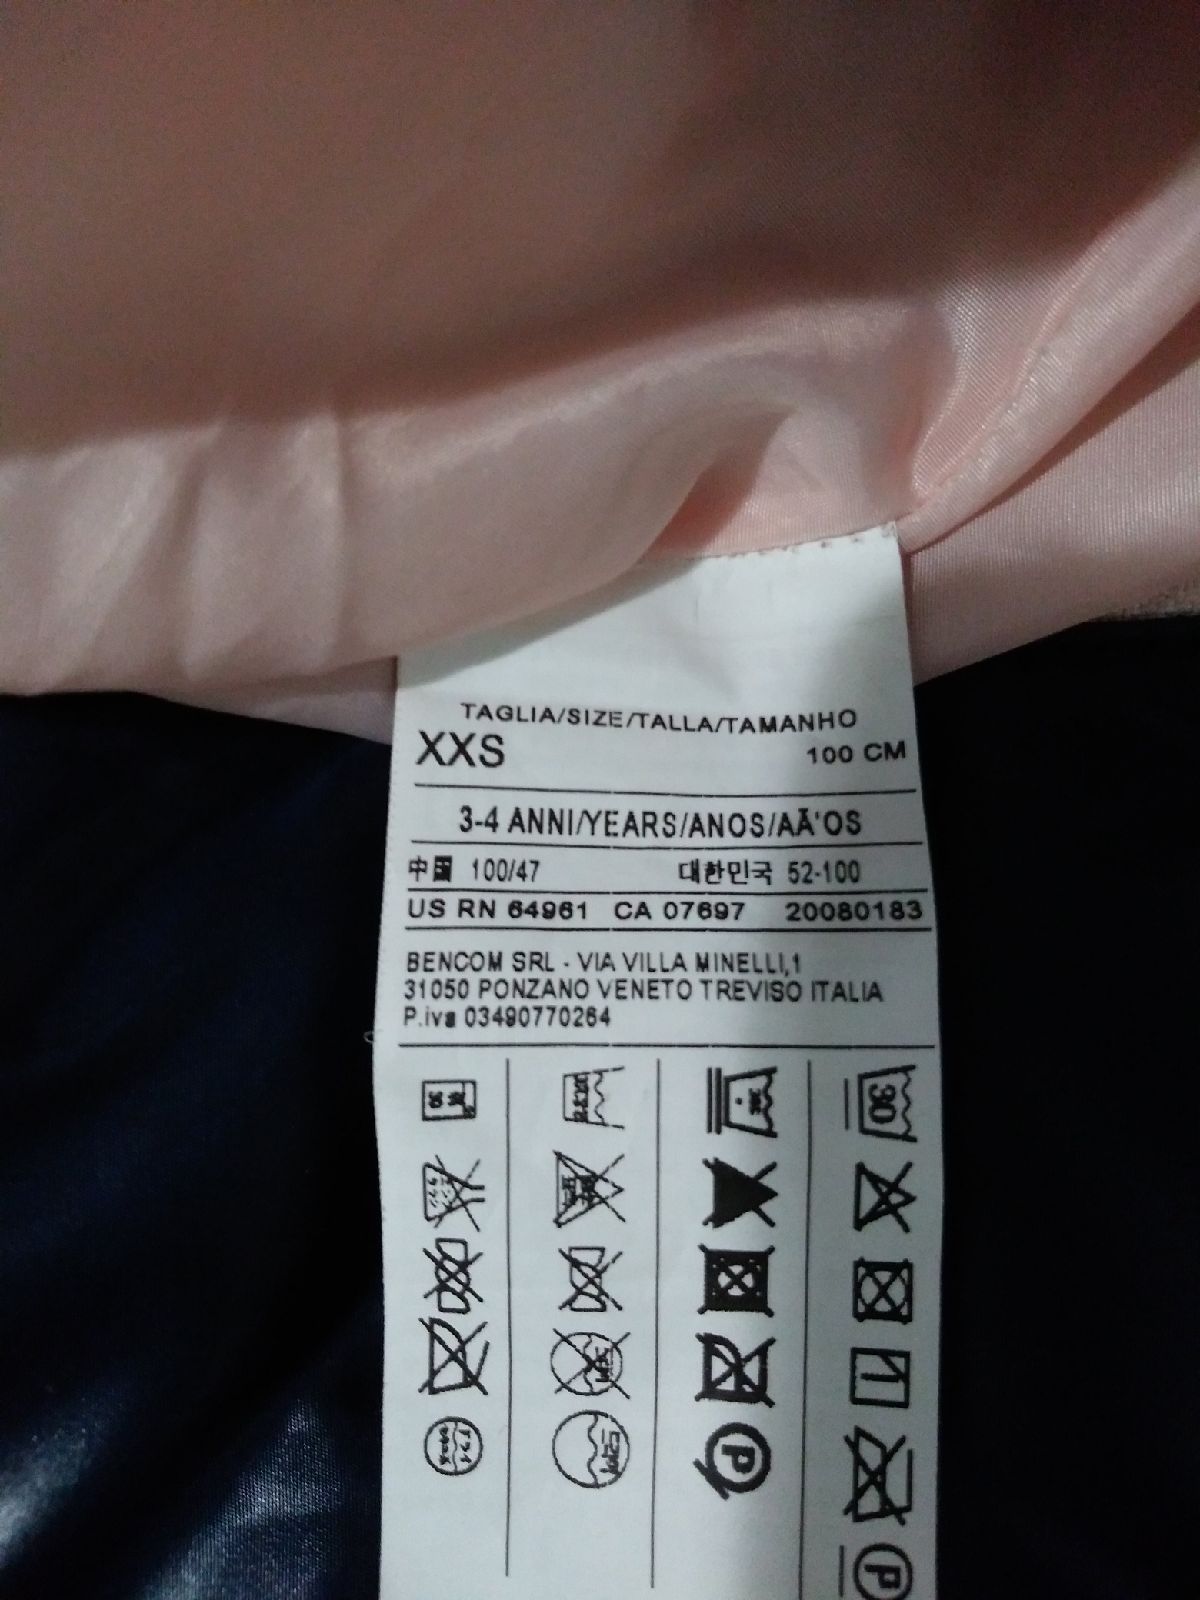 TAGLIA/SIZE/TALLA/TAMANHO
XXS 100 CM
3-4 ANNI/YEARS/ANOS/AÃ'OS
中国 100/47 대한민국 52-100
US RN 64961 CA 07697 20080183
BENCOM SRL - VIA VILLA MINELLI,1
31050 PONZANO VENETO TREVISO ITALIA
P.iva 03490770264
30
P
P